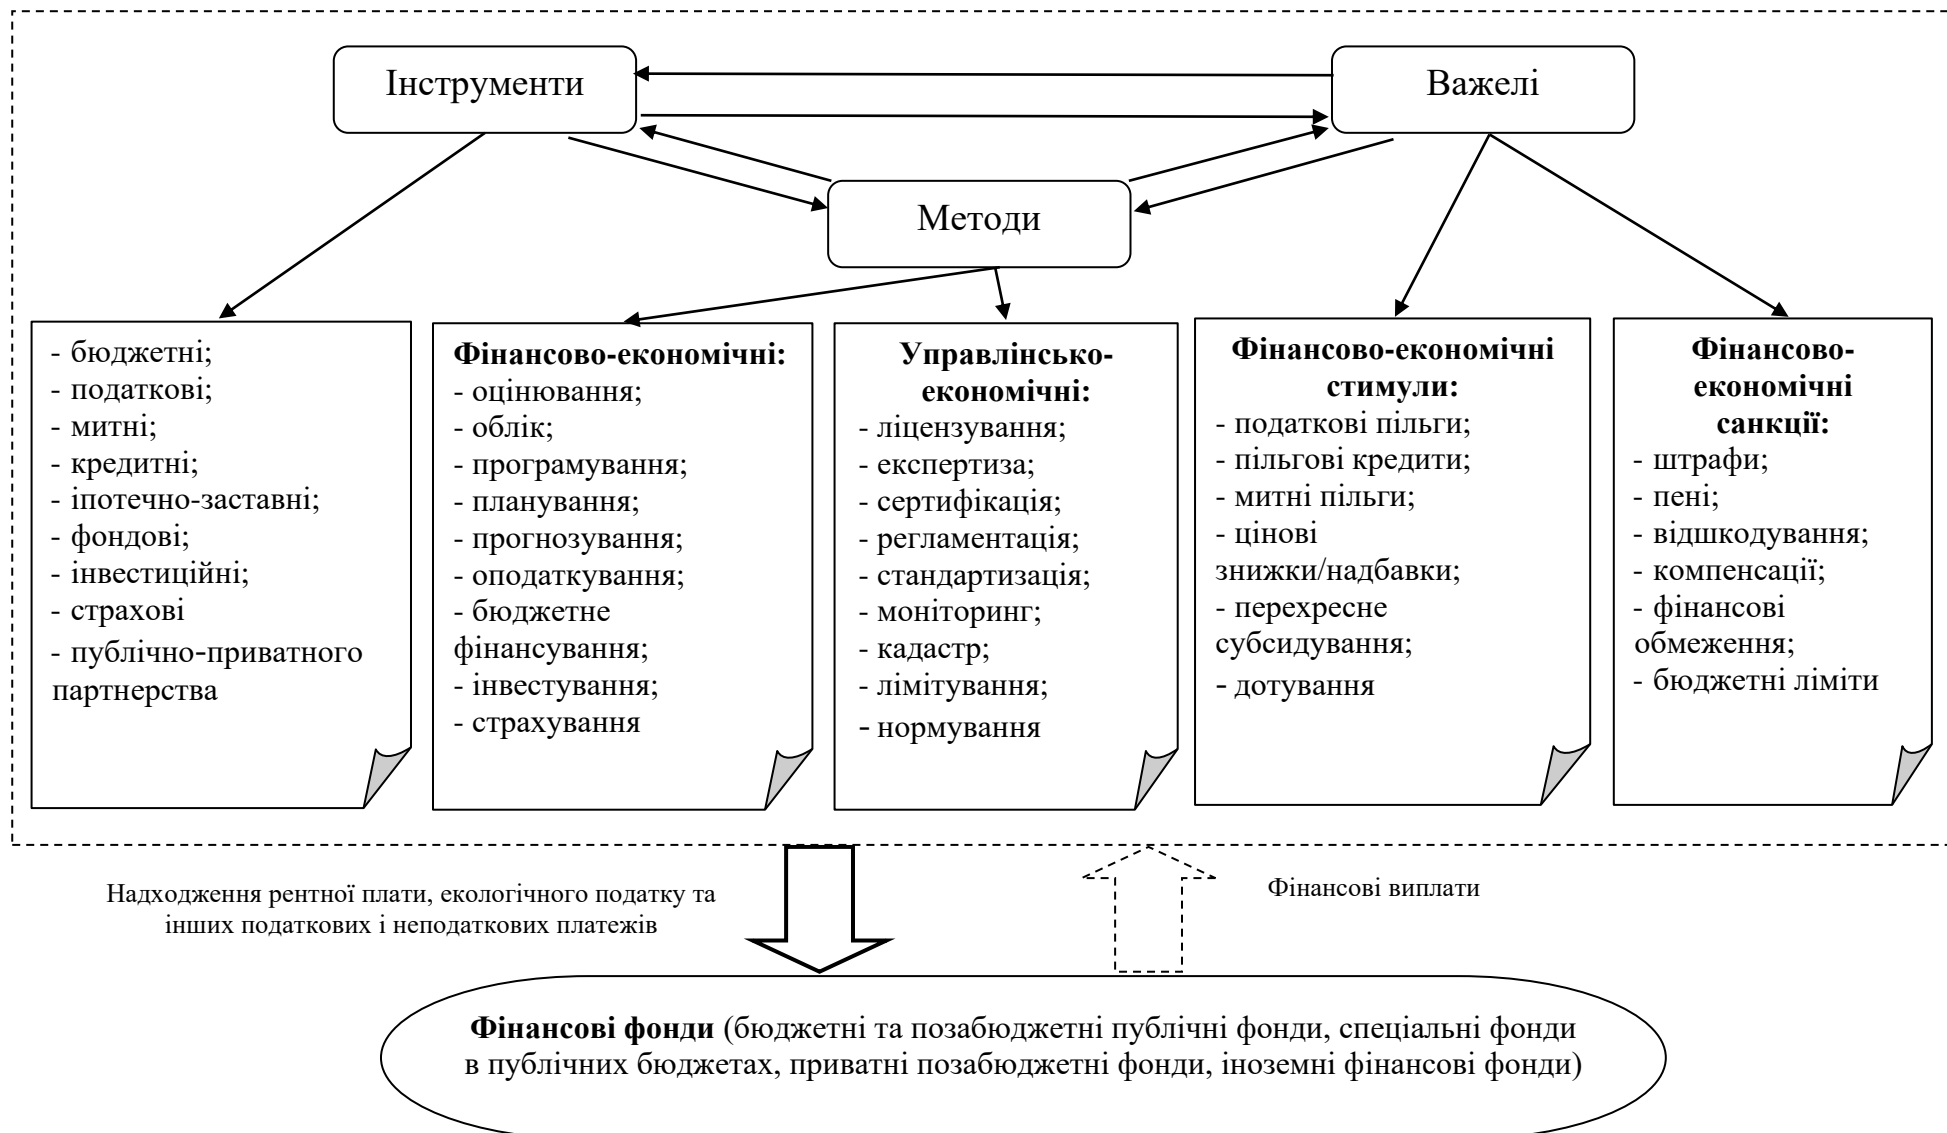 Інструменти
Важелі
Методи
- бюджетні;
- податкові;
- митні;
- кредитні;
- іпотечно-заставні;
- фондові;
- інвестиційні;
- страхові
- публічно-приватного
партнерства
Фінансово-економічні:
- оцінювання;
- облік;
- програмування;
- планування;
- прогнозування;
- оподаткування;
- бюджетне
фінансування;
- інвестування;
- страхування
Управлінсько-
економічні:
- ліцензування;
- експертиза;
- сертифікація;
- регламентація;
- стандартизація;
- моніторинг;
- кадастр;
- лімітування;
- нормування
Фінансово-економічні
стимули:
- податкові пільги;
- пільгові кредити;
- митні пільги;
- цінові
знижки/надбавки;
- перехресне
субсидування;
- дотування
Фінансово-
економічні
санкції:
- штрафи;
- пені;
- відшкодування;
- компенсації;
- фінансові
обмеження;
- бюджетні ліміти
Надходження рентної плати, екологічного податку та
інших податкових і неподаткових платежів
Фінансові виплати
Фінансові фонди (бюджетні та позабюджетні публічні фонди, спеціальні фонди
в публічних бюджетах, приватні позабюджетні фонди, іноземні фінансові фонди)